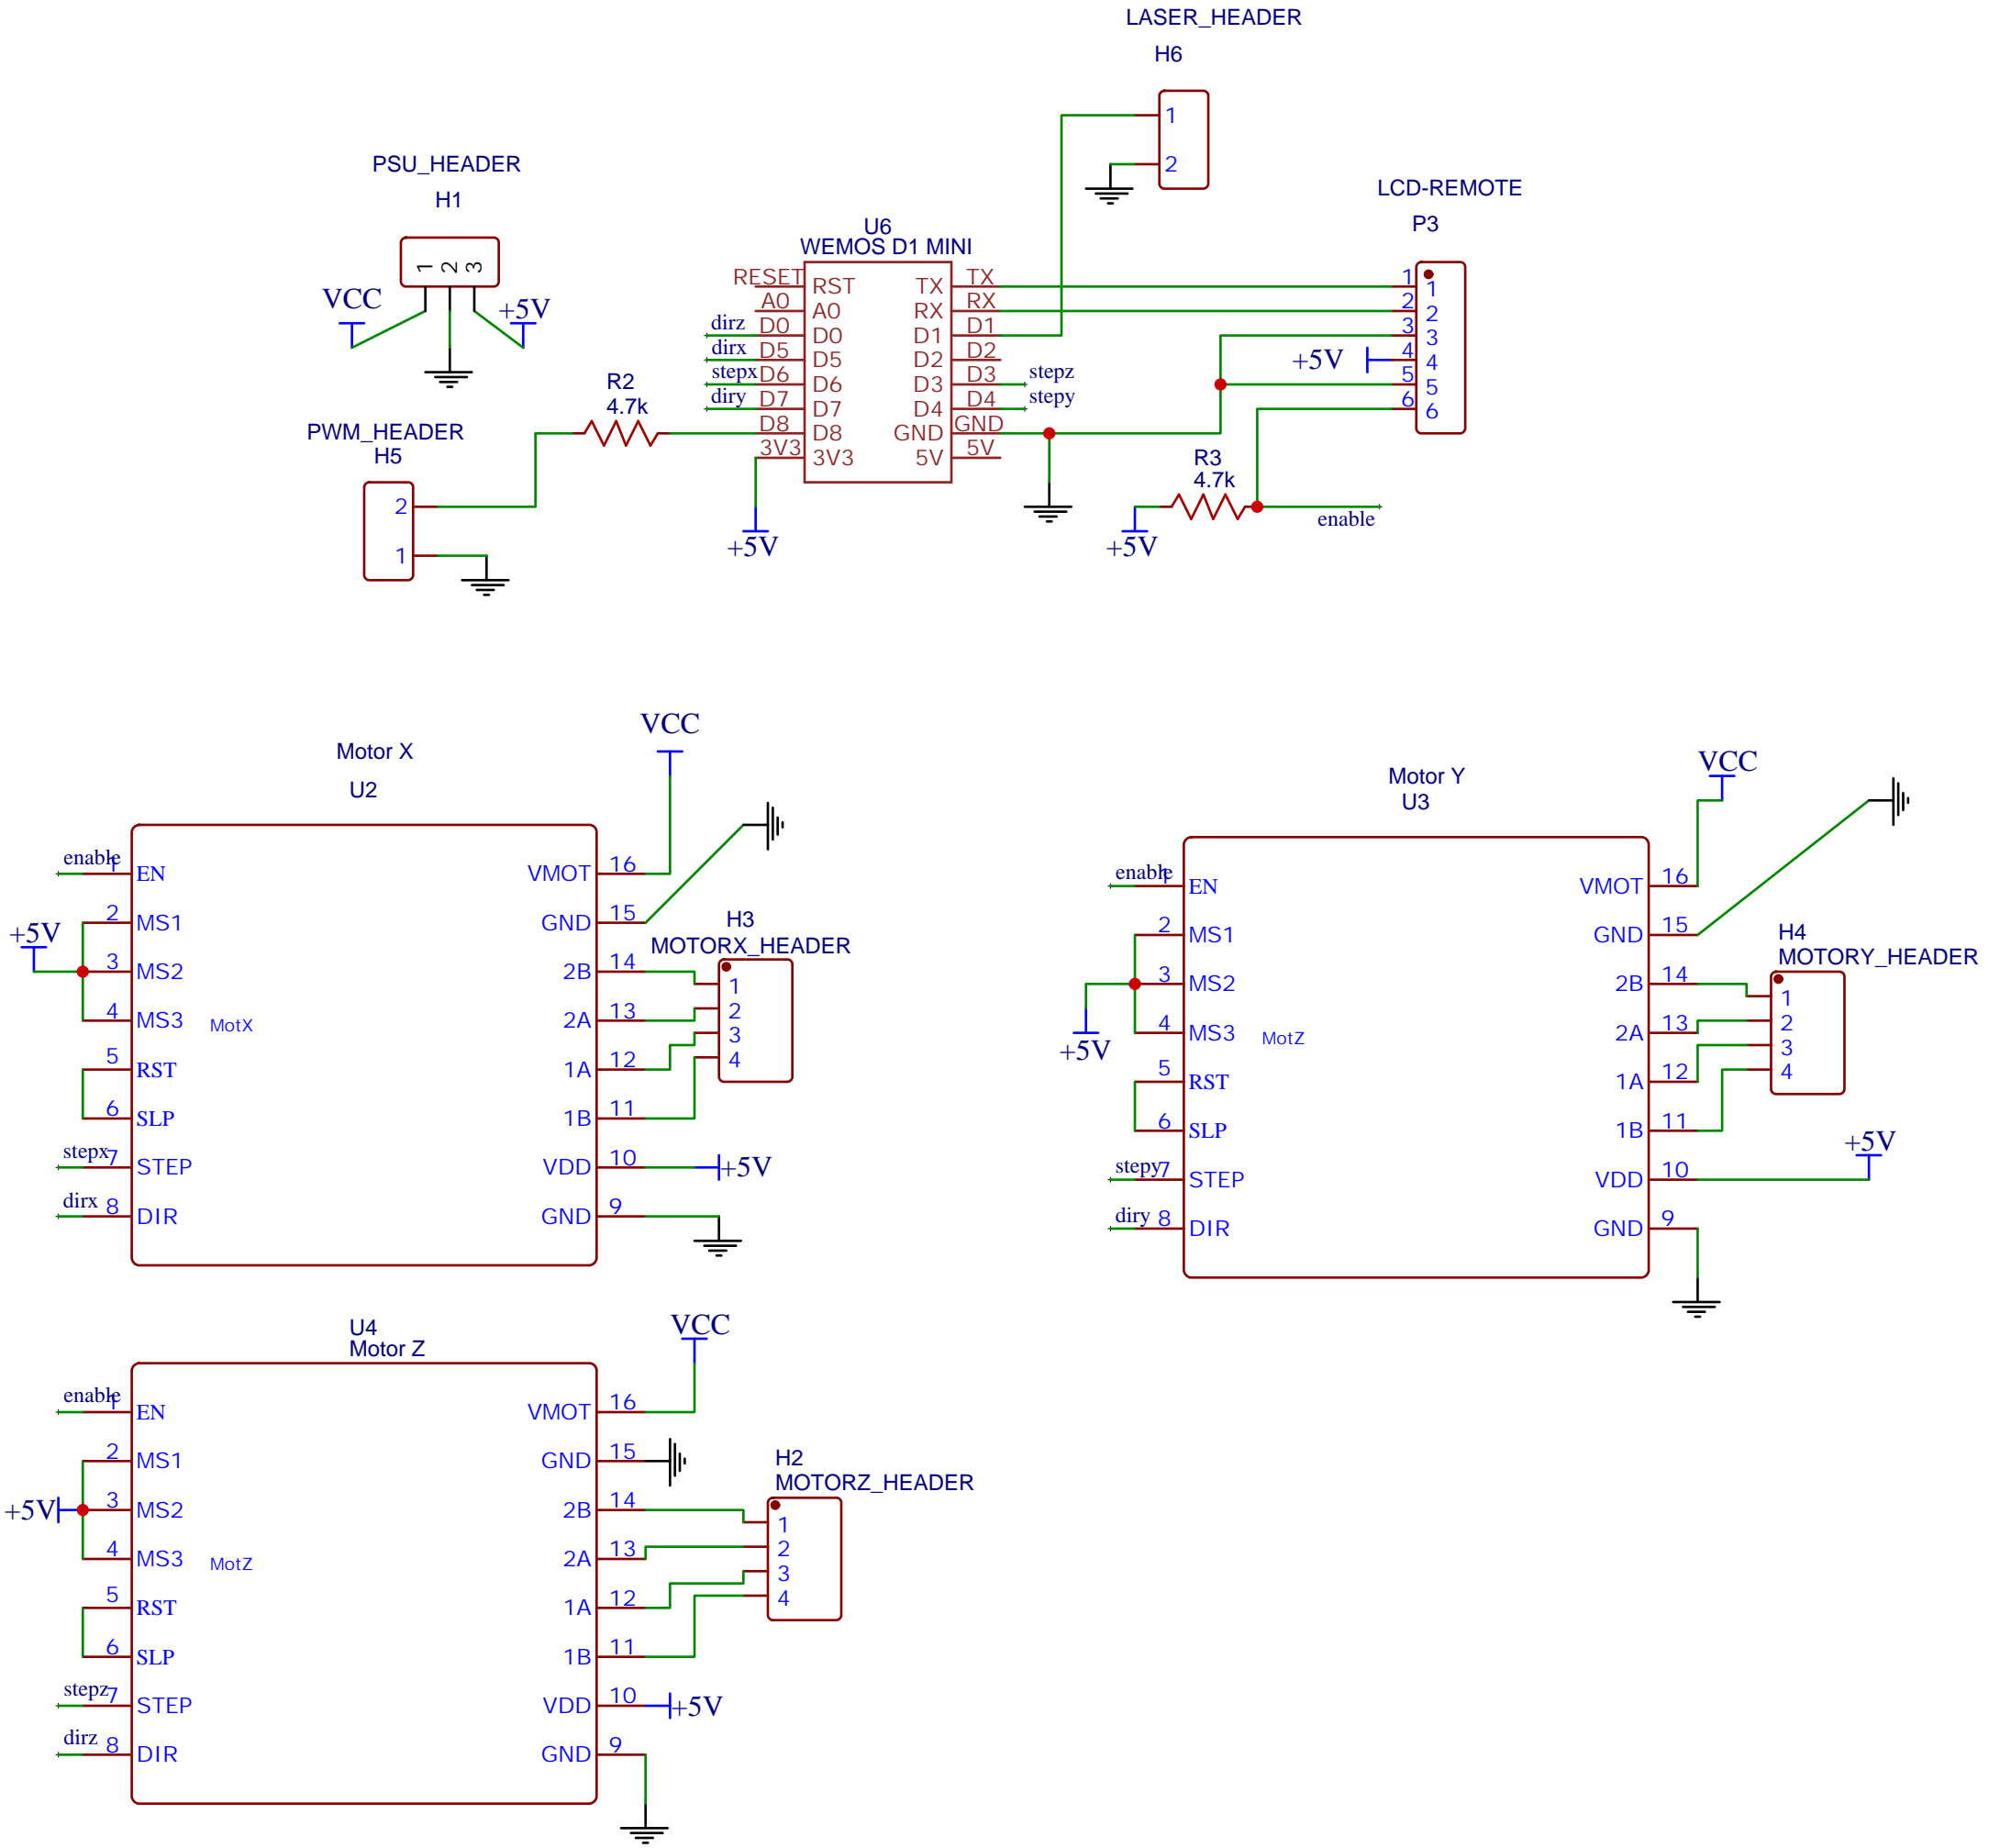 LASER_HEADER
H6
1
2
PSU_HEADER
H1
1 2 3
VCC
+5V
LCD-REMOTE
P3
1 1
2 2
3 3
4 4
5 5
6 6
+5V
U6
WEMOS D1 MINI
RESET RST TX TX
A0 A0 RX RX
dirz D0 D0 D1 D1
dirx D5 D5 D2 D2
stepx D6 D6 D3 D3 stepz
diry D7 D7 D4 D4 stepy
D8 D8 GND GND
3V3 3V3 5V 5V
+5V
R2
4.7k
PWM_HEADER
H5
2
1
R3
4.7k
+5V
enable
Motor X
U2
VCC
enable 1 EN VMOT 16
2 MS1 GND 15
+5V
3 MS2 2B 14
4 MS3 MotX 2A 13
5 RST 1A 12
6 SLP 1B 11
stepx 7 STEP VDD 10 +5V
dirx 8 DIR GND 9
H3
MOTORX_HEADER
1
2
3
4
Motor Y
U3
VCC
enable 1 EN VMOT 16
2 MS1 GND 15
3 MS2 2B 14
4 MS3 MotZ 2A 13
+5V
5 RST 1A 12
6 SLP 1B 11
stepy 7 STEP VDD 10 +5V
diry 8 DIR GND 9
H4
MOTORY_HEADER
1
2
3
4
U4
Motor Z
VCC
enable 1 EN VMOT 16
2 MS1 GND 15
+5V 3 MS2 2B 14
4 MS3 MotZ 2A 13
5 RST 1A 12
6 SLP 1B 11
stepz 7 STEP VDD 10 +5V
dirz 8 DIR GND 9
H2
MOTORZ_HEADER
1
2
3
4